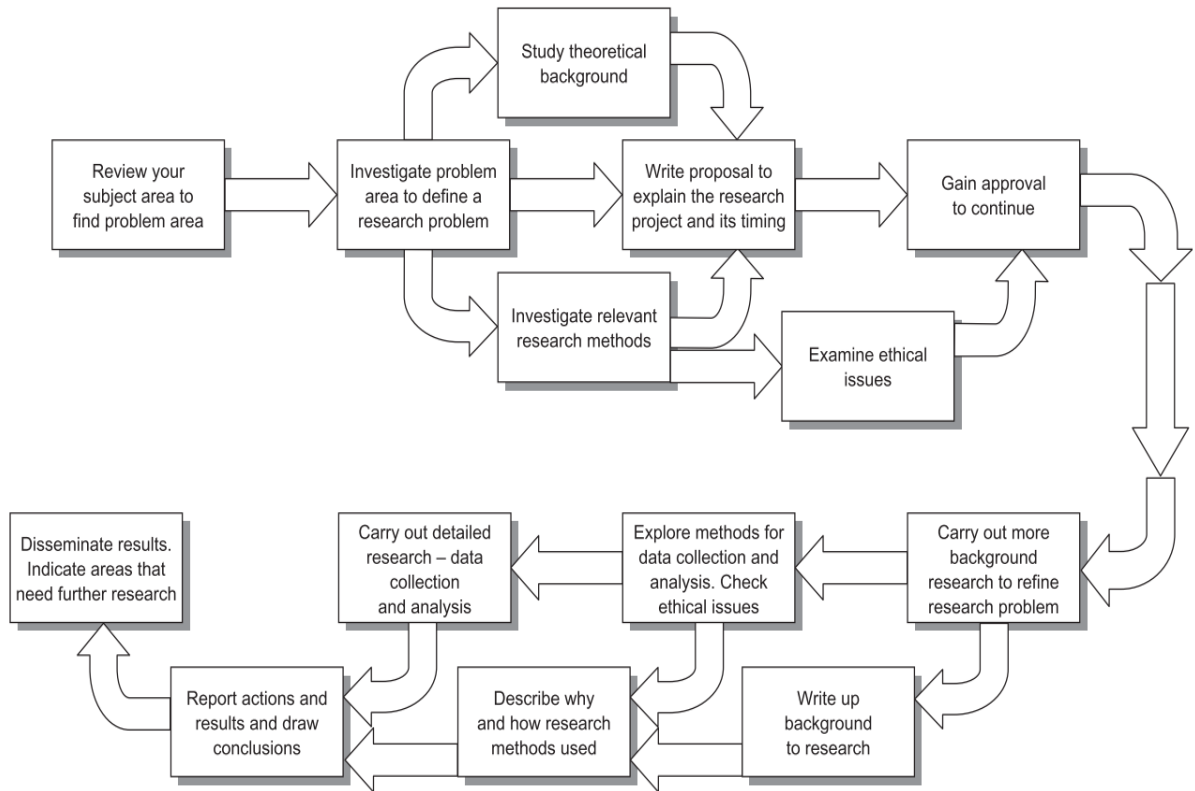 Study theoretical
background
Review your
subject area to
find problem area
Investigate problem
area to define a
research problem
Write proposal to
explain the research
project and its timing
Gain approval
to continue
Investigate relevant
research methods
Examine ethical
issues
Disseminate results.
Indicate areas that
need further research
Carry out detailed
research – data
collection
and analysis
Explore methods for
data collection and
analysis. Check
ethical issues
Carry out more
background
research to refine
research problem
Report actions and
results and draw
conclusions
Describe why
and how research
methods used
Write up
background
to research